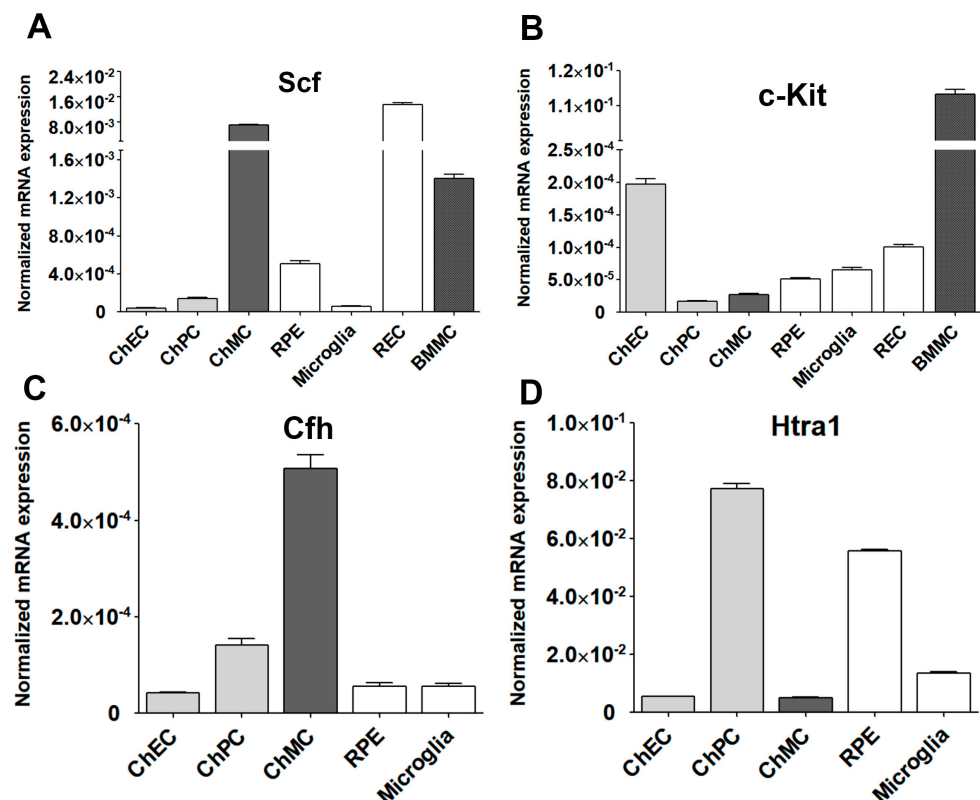 A
Scf
Normalized mRNA expression
2.4×10⁻²
1.6×10⁻²
8.0×10⁻³
1.6×10⁻³
1.2×10⁻³
8.0×10⁻⁴
4.0×10⁻⁴
0
ChEC
ChPC
ChMC
RPE
Microglia
REC
BMMC
B
c-Kit
Normalized mRNA expression
1.2×10⁻¹
1.1×10⁻¹
2.5×10⁻⁴
2.0×10⁻⁴
1.5×10⁻⁴
1.0×10⁻⁴
5.0×10⁻⁵
0
ChEC
ChPC
ChMC
RPE
Microglia
REC
BMMC
C
Cfh
Normalized mRNA expression
6.0×10⁻⁴
4.0×10⁻⁴
2.0×10⁻⁴
0
ChEC
ChPC
ChMC
RPE
Microglia
D
Htra1
Normalized mRNA expression
1.0×10⁻¹
8.0×10⁻²
6.0×10⁻²
4.0×10⁻²
2.0×10⁻²
0
ChEC
ChPC
ChMC
RPE
Microglia